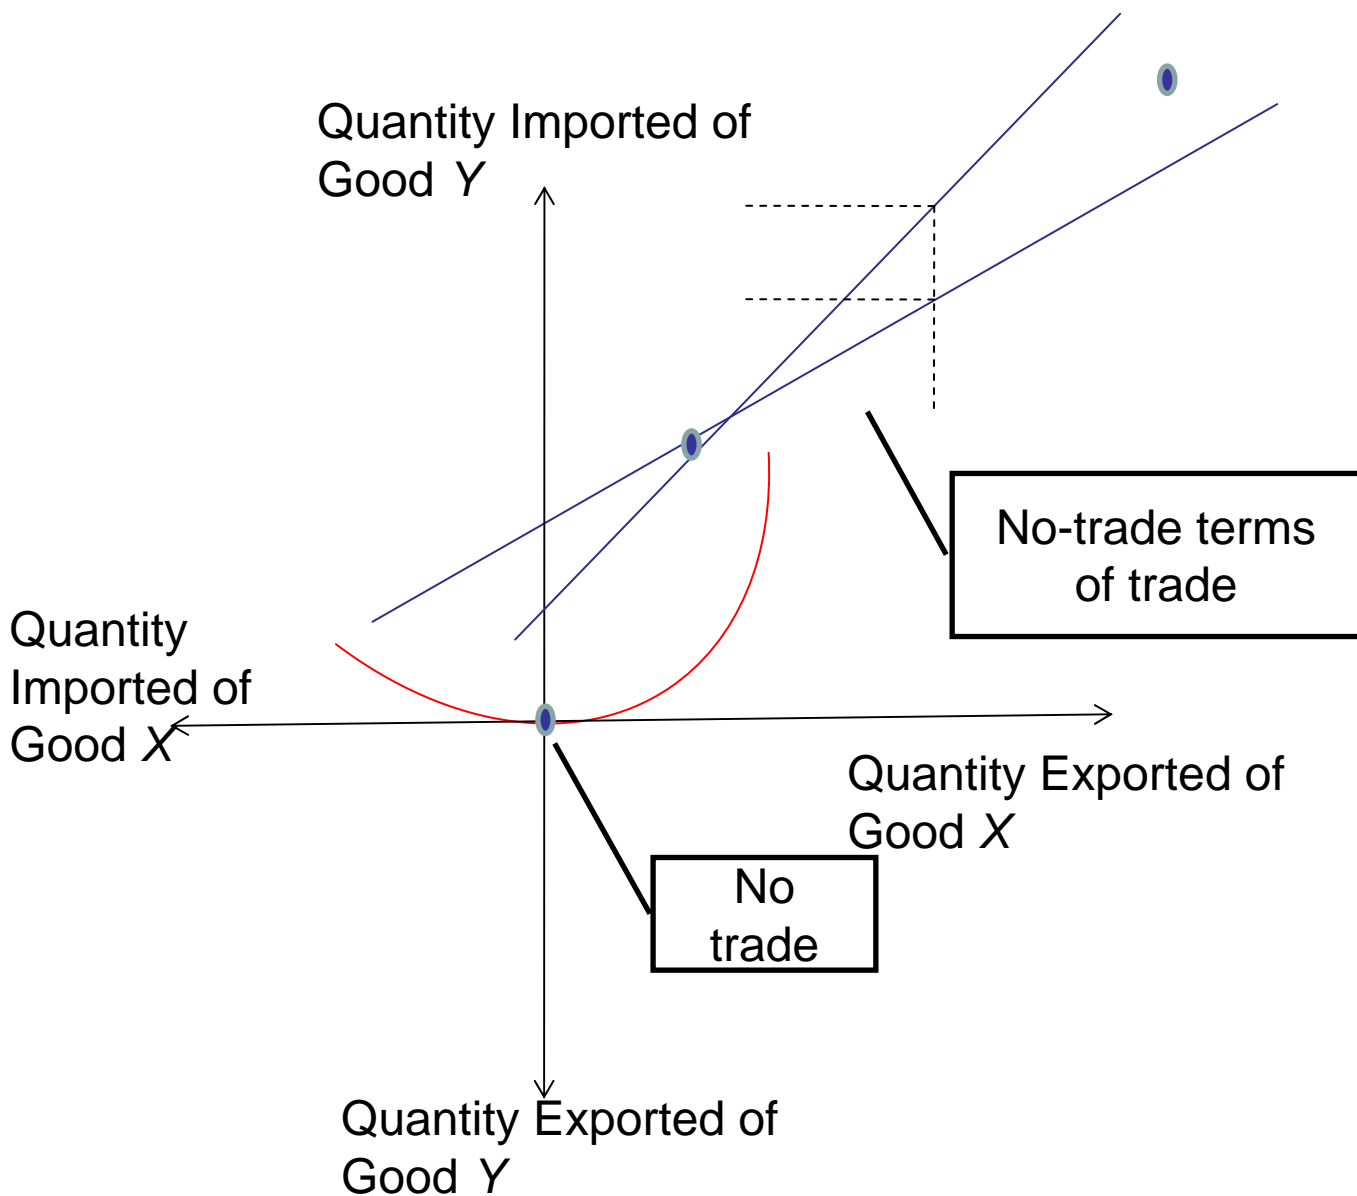 Quantity Imported of
Good Y
No-trade terms
of trade
Quantity
Imported of
Good X
Quantity Exported of
Good X
No
trade
Quantity Exported of
Good Y